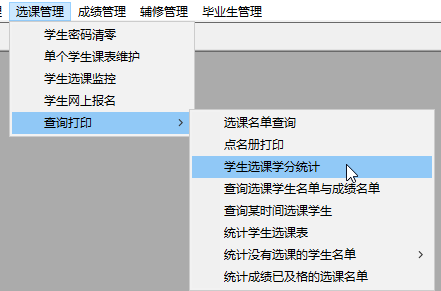 选课管理 成绩管理 辅修管理 毕业生管理
学生密码清零
单个学生课表维护
学生选课监控
学生网上报名
查询打印
选课名单查询
点名册打印
学生选课学分统计
查询选课学生名单与成绩名单
查询某时间选课学生
统计学生选课表
统计没有选课的学生名单
统计成绩已及格的选课名单